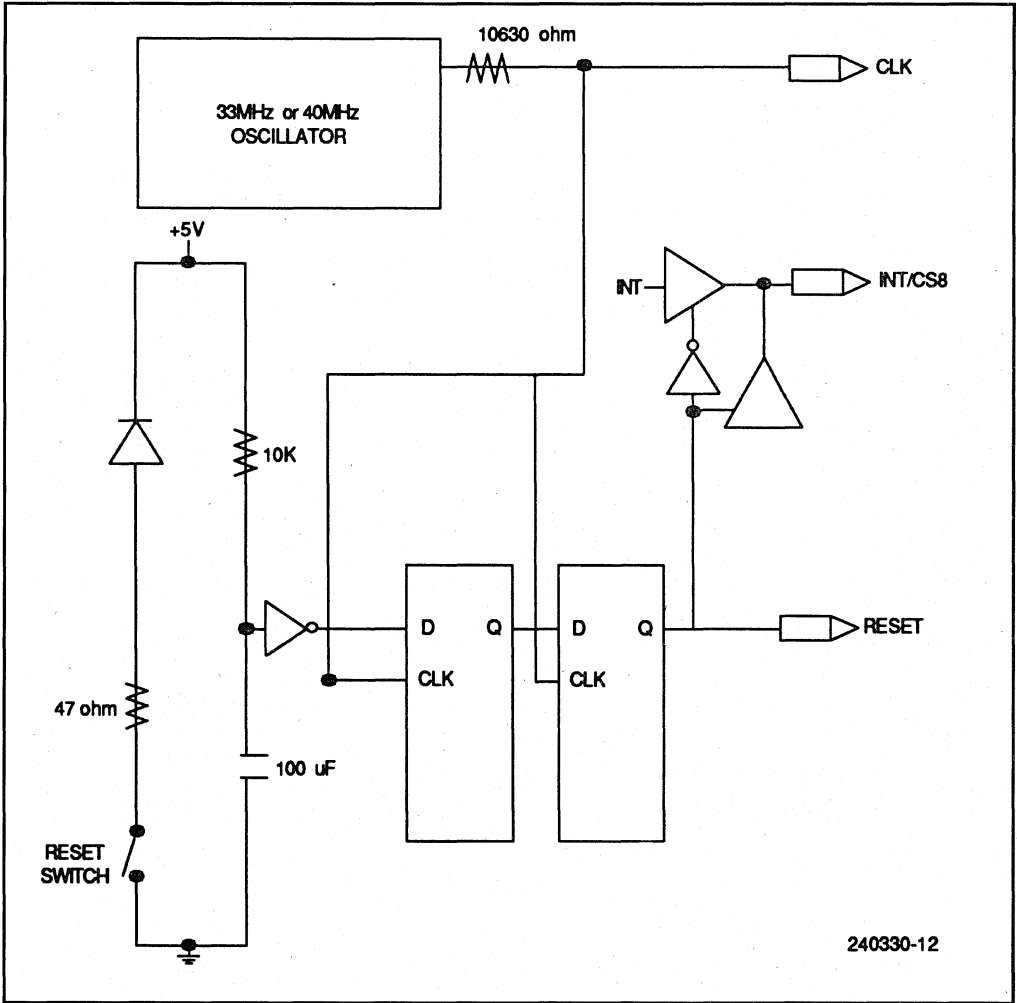 10630 ohm
CLK
33MHz or 40MHz
OSCILLATOR
+5V
INT
INT/CS8
10K
D Q
D Q
RESET
CLK
CLK
47 ohm
100 uF
RESET
SWITCH
240330-12